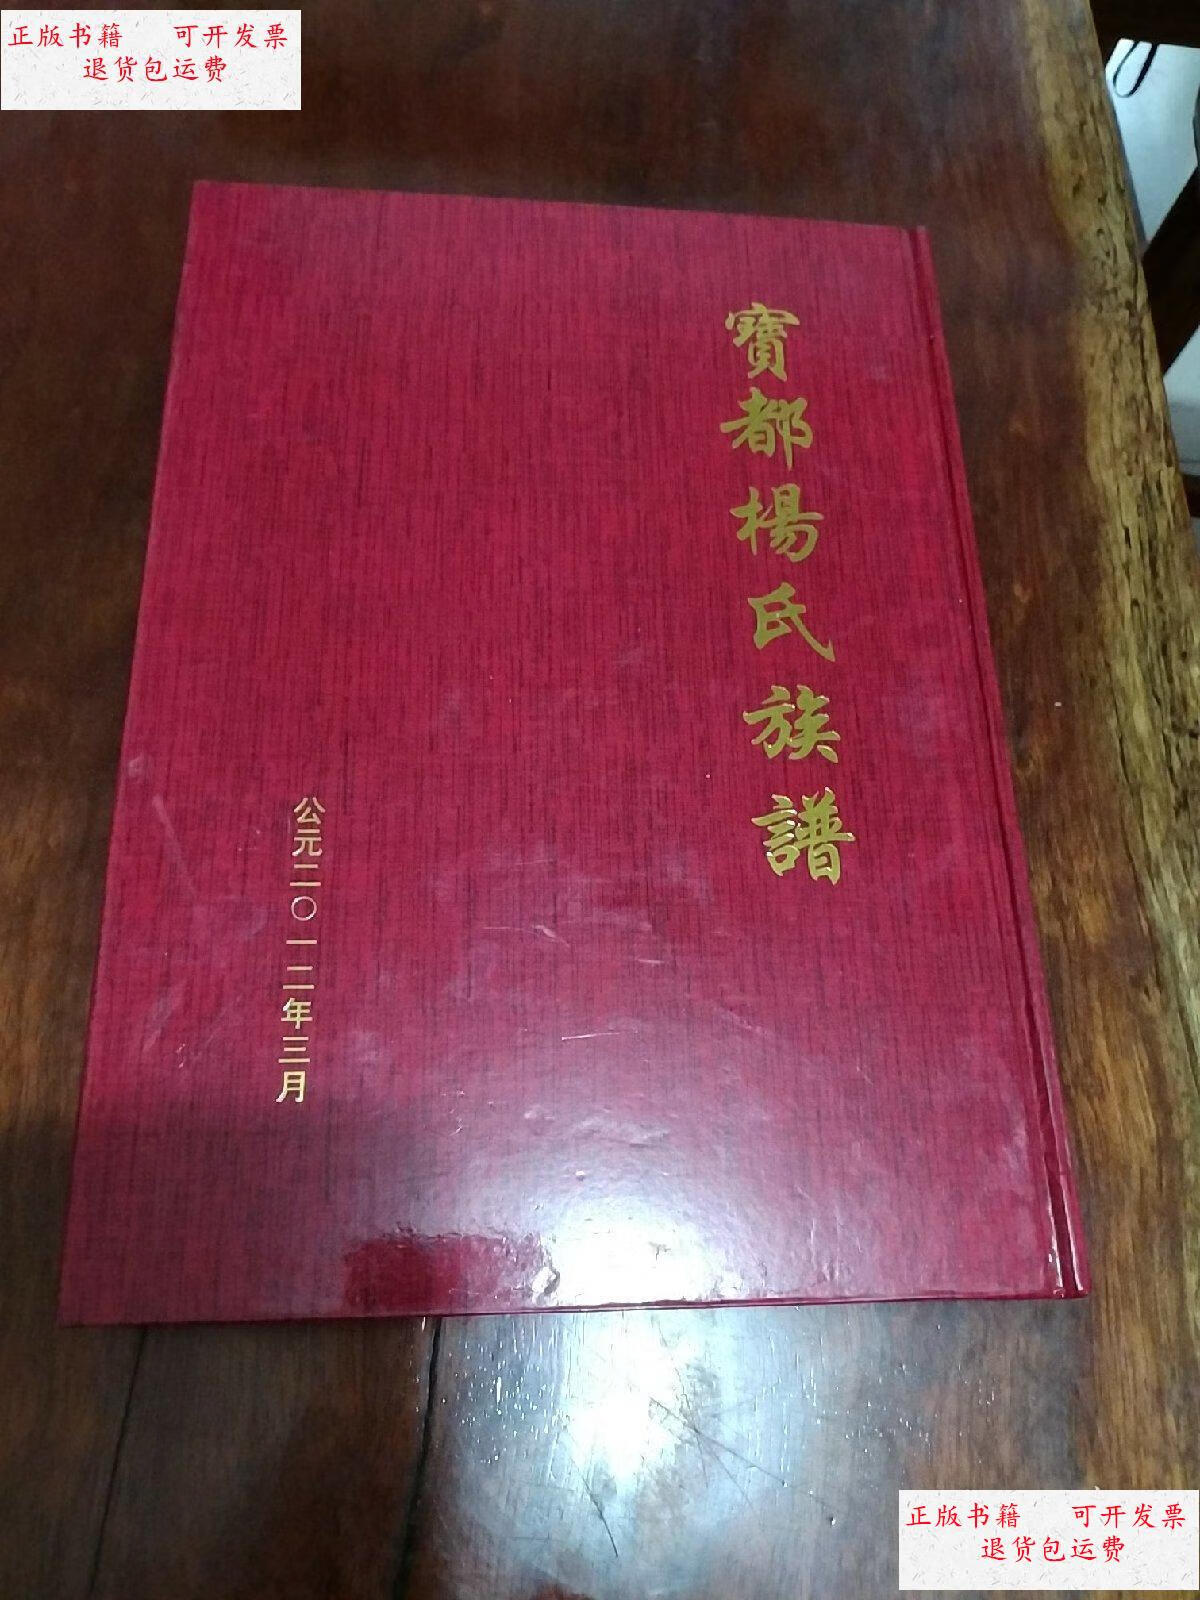 正版书籍 可开发票
退货包运费
寶都楊氏族譜
公元二〇一二年三月
正版书籍 可开发票
退货包运费